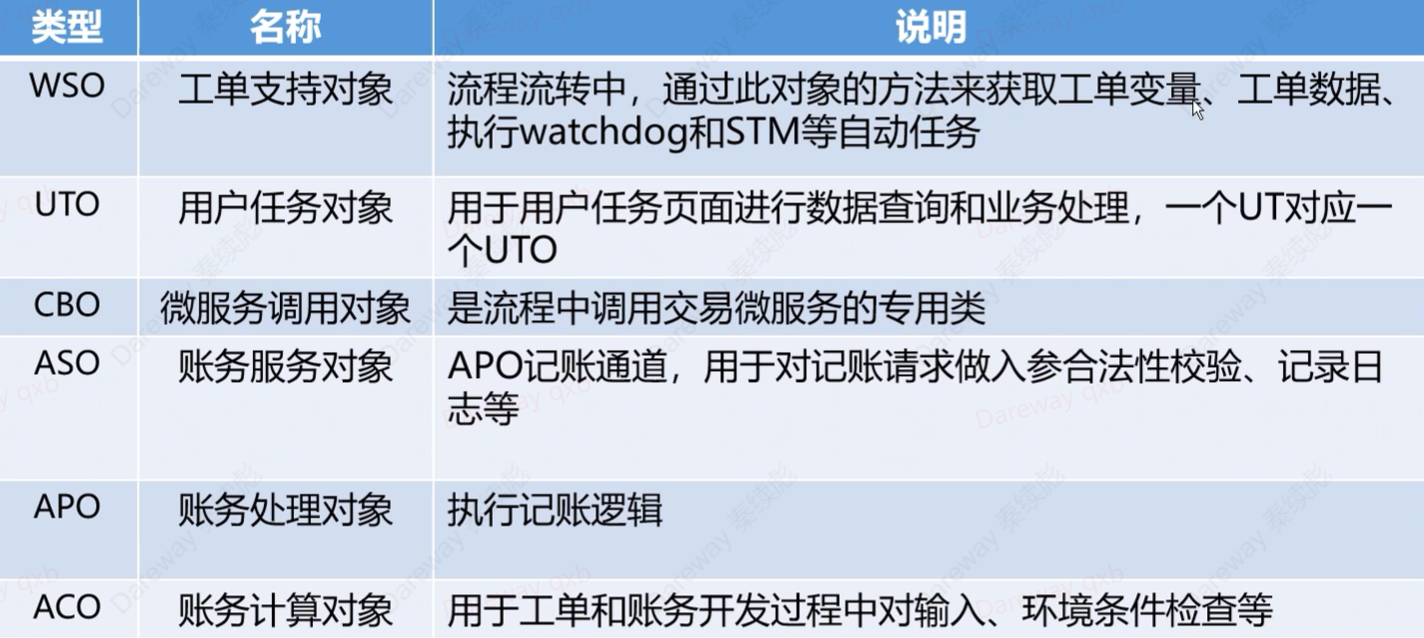 类型 名称 说明
WSO 工单支持对象 流程流转中，通过此对象的方法来获取工单变量、工单数据、
执行watchdog和STM等自动任务
UTO 用户任务对象 用于用户任务页面进行数据查询和业务处理，一个UT对应一
个UTO
CBO 微服务调用对象 是流程中调用交易微服务的专用类
ASO 账务服务对象 APO记账通道，用于对记账请求做入参合法性校验、记录日
志等
APO 账务处理对象 执行记账逻辑
ACO 账务计算对象 用于工单和账务开发过程中对输入、环境条件检查等
Dareway qxb
Dareway 秦续彪